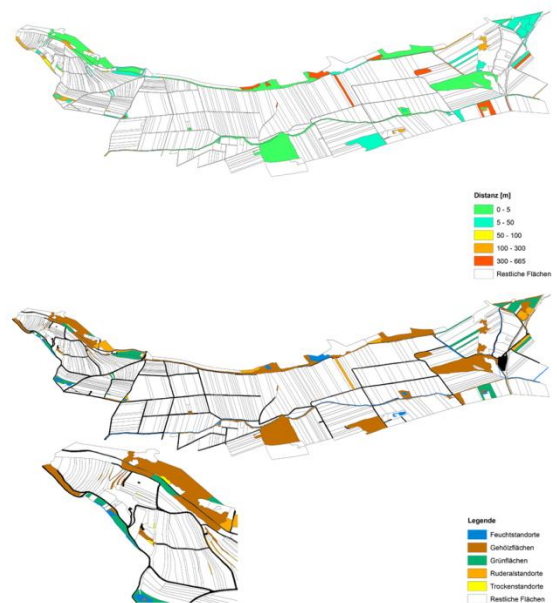 Distanz [m]
0 - 5
5 - 50
50 - 100
100 - 300
300 - 665
Restliche Flächen
Legende
Feuchtstandorte
Gehölzflächen
Grünflächen
Ruderalstandorte
Trockenstandorte
Restliche Flächen